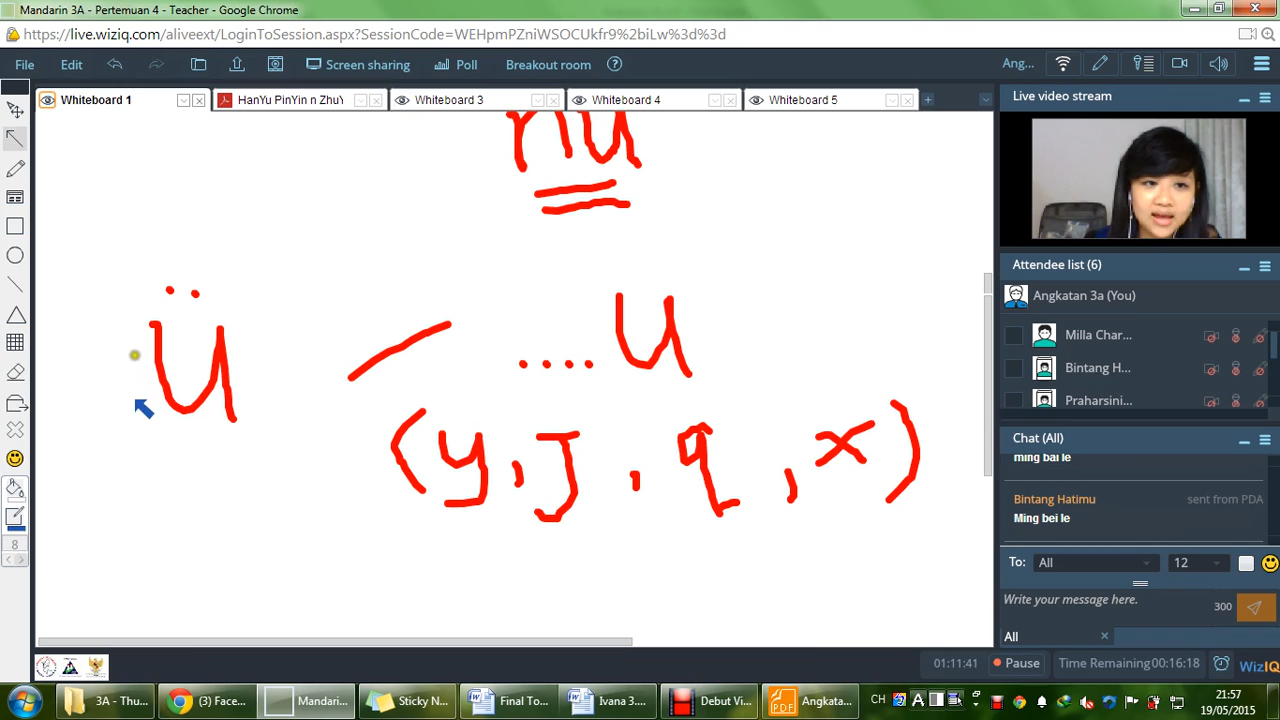 Mandarin 3A - Pertemuan 4 - Teacher - Google Chrome
https://live.wiziq.com/aliveext/LoginToSession.aspx?SessionCode=WEHpmPZniWSOCUkfr9%2biLw%3d%3d
File Edit Screen sharing Poll Breakout room ? Ang...
Whiteboard 1 HanYu PinYin n ZhuY Whiteboard 3 Whiteboard 4 Whiteboard 5
Live video stream
nu
Attendee list (6)
Angkatan 3a (You)
Milla Char...
Bintang H...
Praharsini...
ü .... u
(y, j, q, x)
Chat (All)
ming bai le
Bintang Hatimu sent from PDA
Ming bei le
8
To: All 12
Write your message here. 300
All
01:11:41 Pause Time Remaining 00:16:18 WizIQ
3A - Thu... (3) Face... Mandari... Sticky N... Final To... Ivana 3.... Debut Vi... Angkata... CH 21:57
19/05/2015